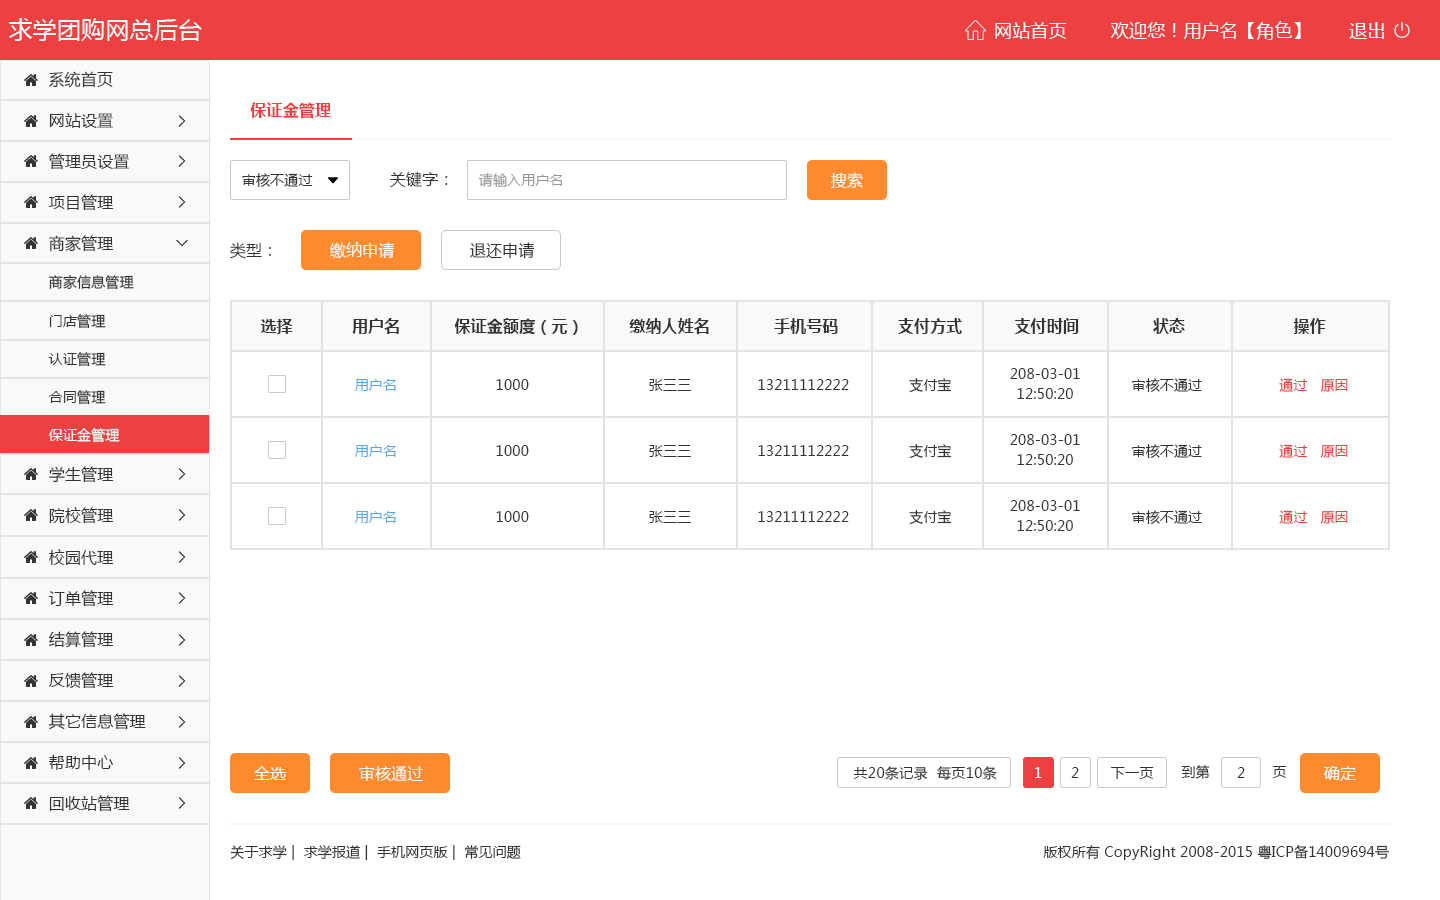 求学团购网总后台
网站首页 欢迎您！用户名【角色】 退出
系统首页
网站设置
管理员设置
项目管理
商家管理
商家信息管理
门店管理
认证管理
合同管理
保证金管理
学生管理
院校管理
校园代理
订单管理
结算管理
反馈管理
其它信息管理
帮助中心
回收站管理
保证金管理
审核不通过 关键字： 请输入用户名 搜索
类型： 缴纳申请 退还申请
选择 用户名 保证金额度（元） 缴纳人姓名 手机号码 支付方式 支付时间 状态 操作
用户名 1000 张三三 13211112222 支付宝 208-03-01 12:50:20 审核不通过 通过 原因
用户名 1000 张三三 13211112222 支付宝 208-03-01 12:50:20 审核不通过 通过 原因
用户名 1000 张三三 13211112222 支付宝 208-03-01 12:50:20 审核不通过 通过 原因
全选 审核通过 共20条记录 每页10条 1 2 下一页 到第 2 页 确定
关于求学 | 求学报道 | 手机网页版 | 常见问题 版权所有 CopyRight 2008-2015 粤ICP备14009694号